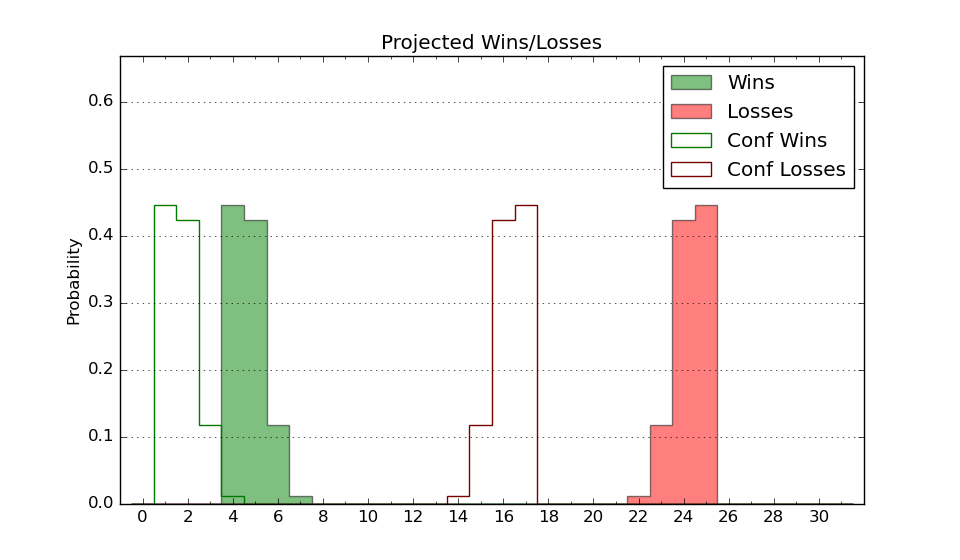 Projected Wins/Losses
Wins
Losses
Conf Wins
Conf Losses
Probability
0.6
0.5
0.4
0.3
0.2
0.1
0.0
0 2 4 6 8 10 12 14 16 18 20 22 24 26 28 30